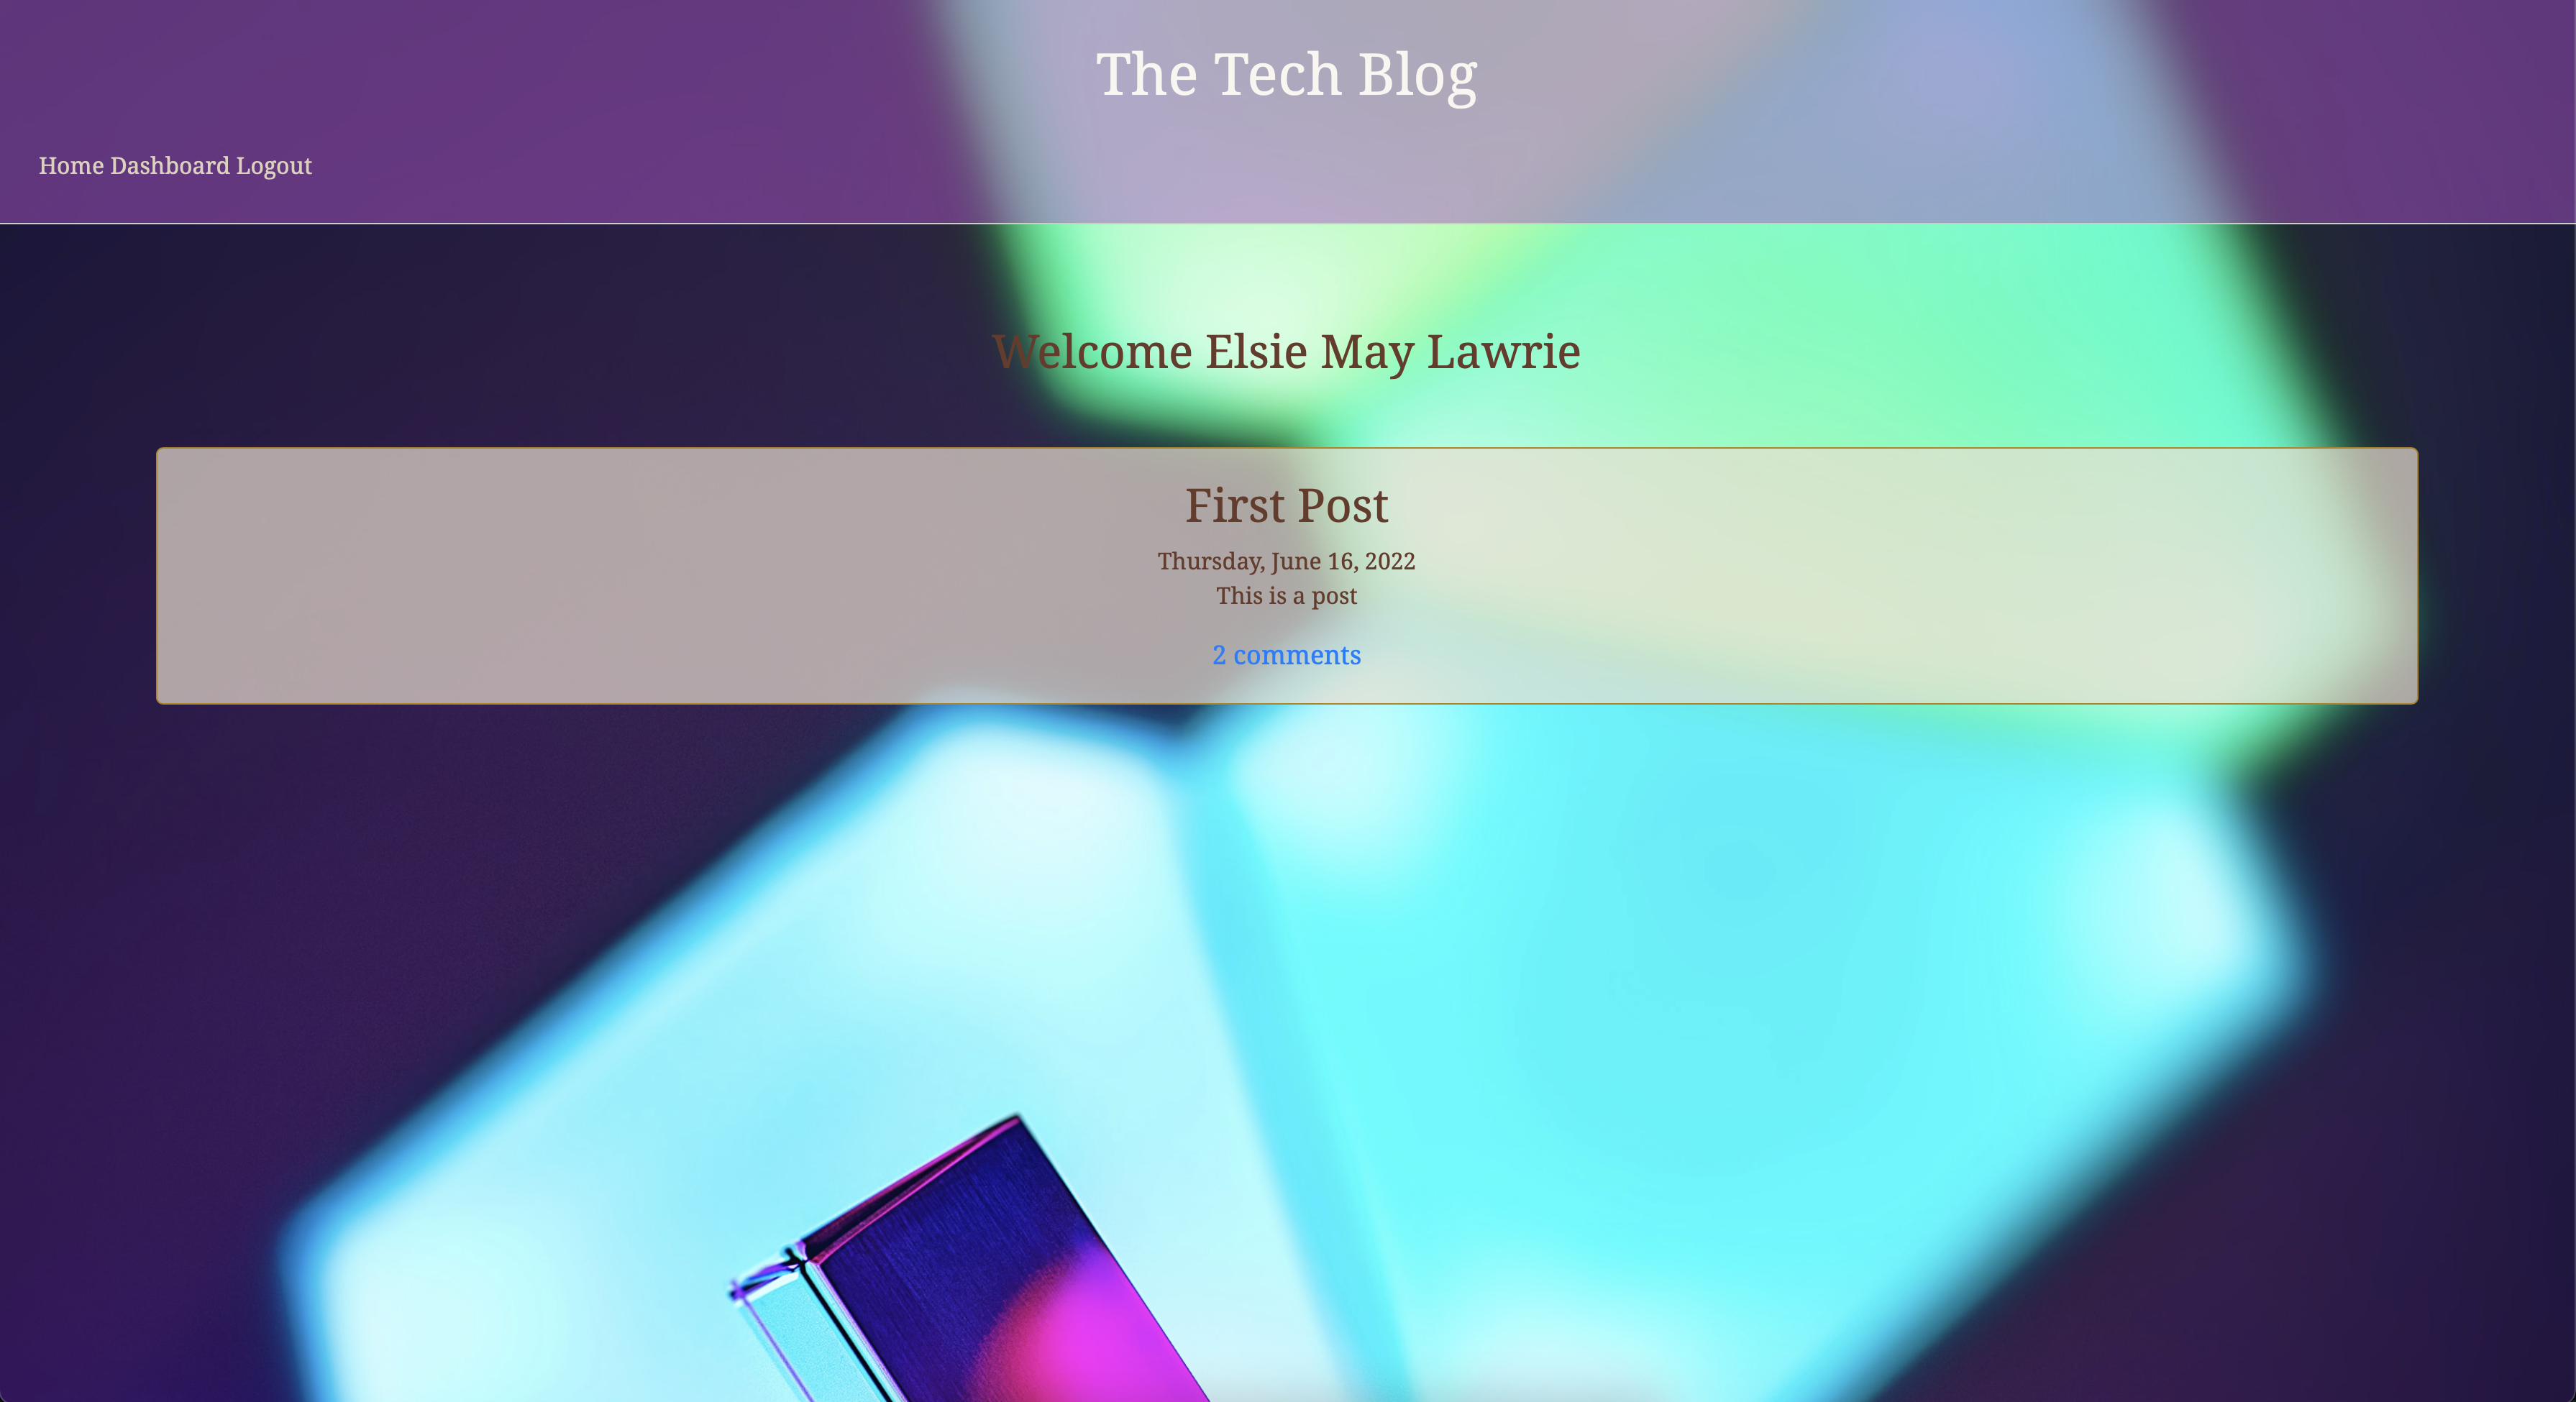 The Tech Blog
Home Dashboard Logout
Welcome Elsie May Lawrie
First Post
Thursday, June 16, 2022
This is a post
2 comments